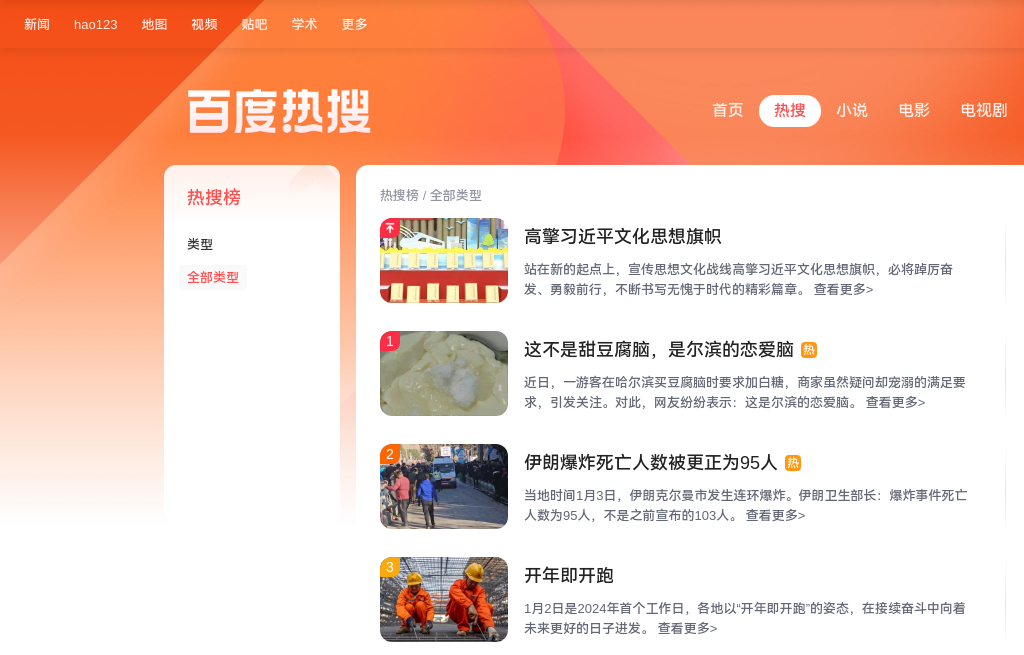 新闻 hao123 地图 视频 贴吧 学术 更多
百度热搜
首页 热搜 小说 电影 电视剧
热搜榜
类型
全部类型
热搜榜 / 全部类型
高擎习近平文化思想旗帜
站在新的起点上，宣传思想文化战线高擎习近平文化思想旗帜，必将踔厉奋
发、勇毅前行，不断书写无愧于时代的精彩篇章。 查看更多>
1
这不是甜豆腐脑，是尔滨的恋爱脑 热
近日，一游客在哈尔滨买豆腐脑时要求加白糖，商家虽然疑问却宠溺的满足要
求，引发关注。对此，网友纷纷表示：这是尔滨的恋爱脑。 查看更多>
2
伊朗爆炸死亡人数被更正为95人 热
当地时间1月3日，伊朗克尔曼市发生连环爆炸。伊朗卫生部长：爆炸事件死亡
人数为95人，不是之前宣布的103人。 查看更多>
3
开年即开跑
1月2日是2024年首个工作日，各地以“开年即开跑”的姿态，在接续奋斗中向着
未来更好的日子进发。 查看更多>